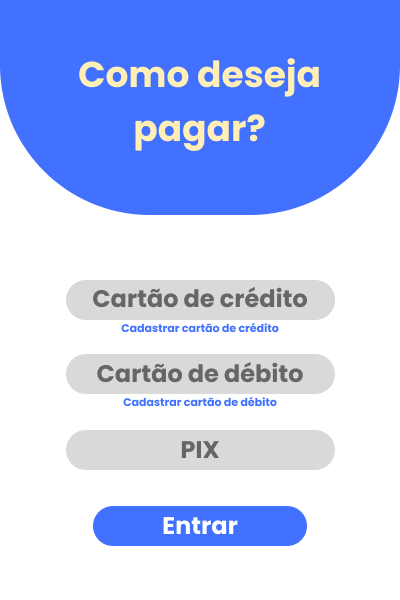 Como deseja
pagar?
Cartão de crédito
Cadastrar cartão de crédito
Cartão de débito
Cadastrar cartão de débito
PIX
Entrar